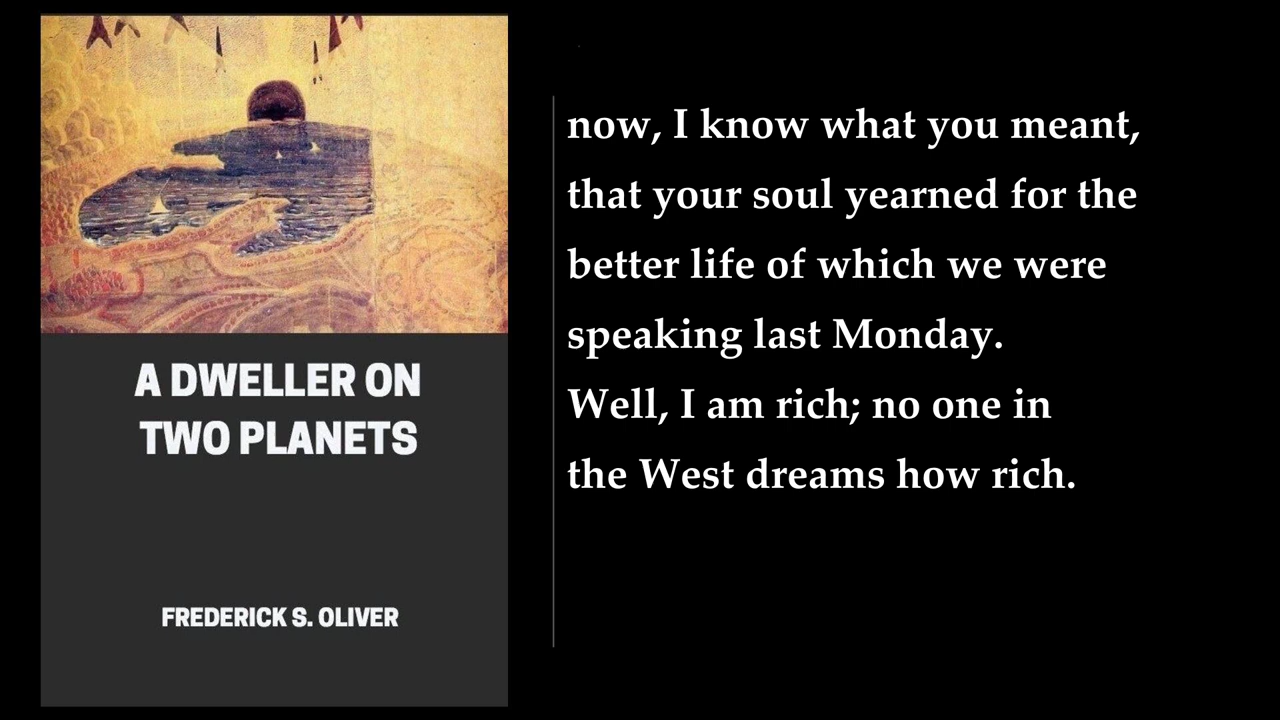 A DWELLER ON
TWO PLANETS
FREDERICK S. OLIVER
now, I know what you meant,
that your soul yearned for the
better life of which we were
speaking last Monday.
Well, I am rich; no one in
the West dreams how rich.